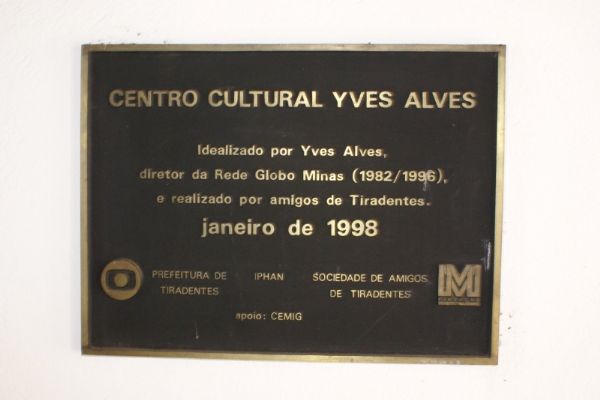 CENTRO CULTURAL YVES ALVES
Idealizado por Yves Alves,
diretor da Rede Globo Minas (1982/1996),
e realizado por amigos de Tiradentes.
janeiro de 1998
PREFEITURA DE
TIRADENTES
IPHAN
SOCIEDADE DE AMIGOS
DE TIRADENTES
M
apoio: CEMIG